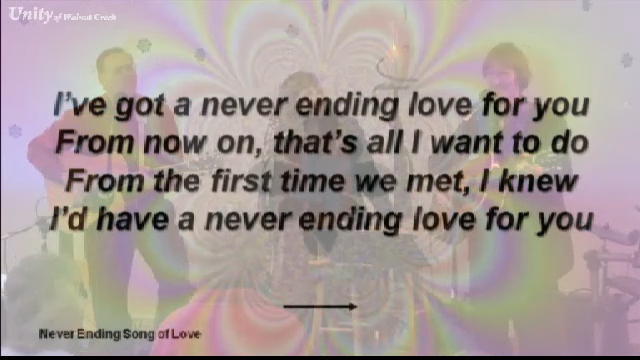 Unity of Walnut Creek
I've got a never ending love for you
From now on, that's all I want to do
From the first time we met, I knew
I'd have a never ending love for you
Never Ending Song of Love